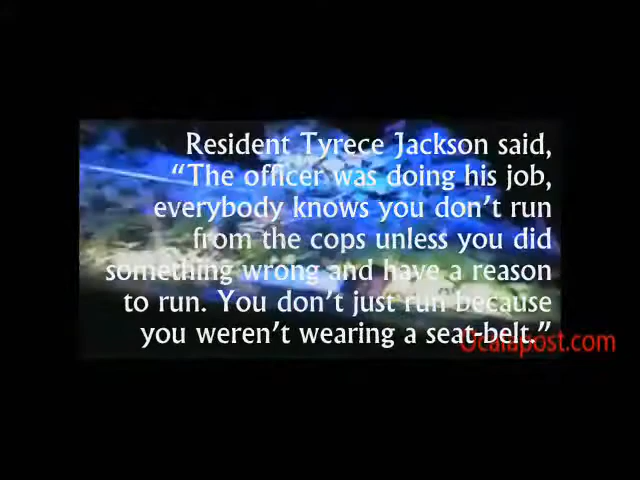 Resident Tyrece Jackson said,
“The officer was doing his job,
everybody knows you don’t run
from the cops unless you did
something wrong and have a reason
to run. You don’t just run because
you weren’t wearing a seat-belt.”
Ocalapost.com